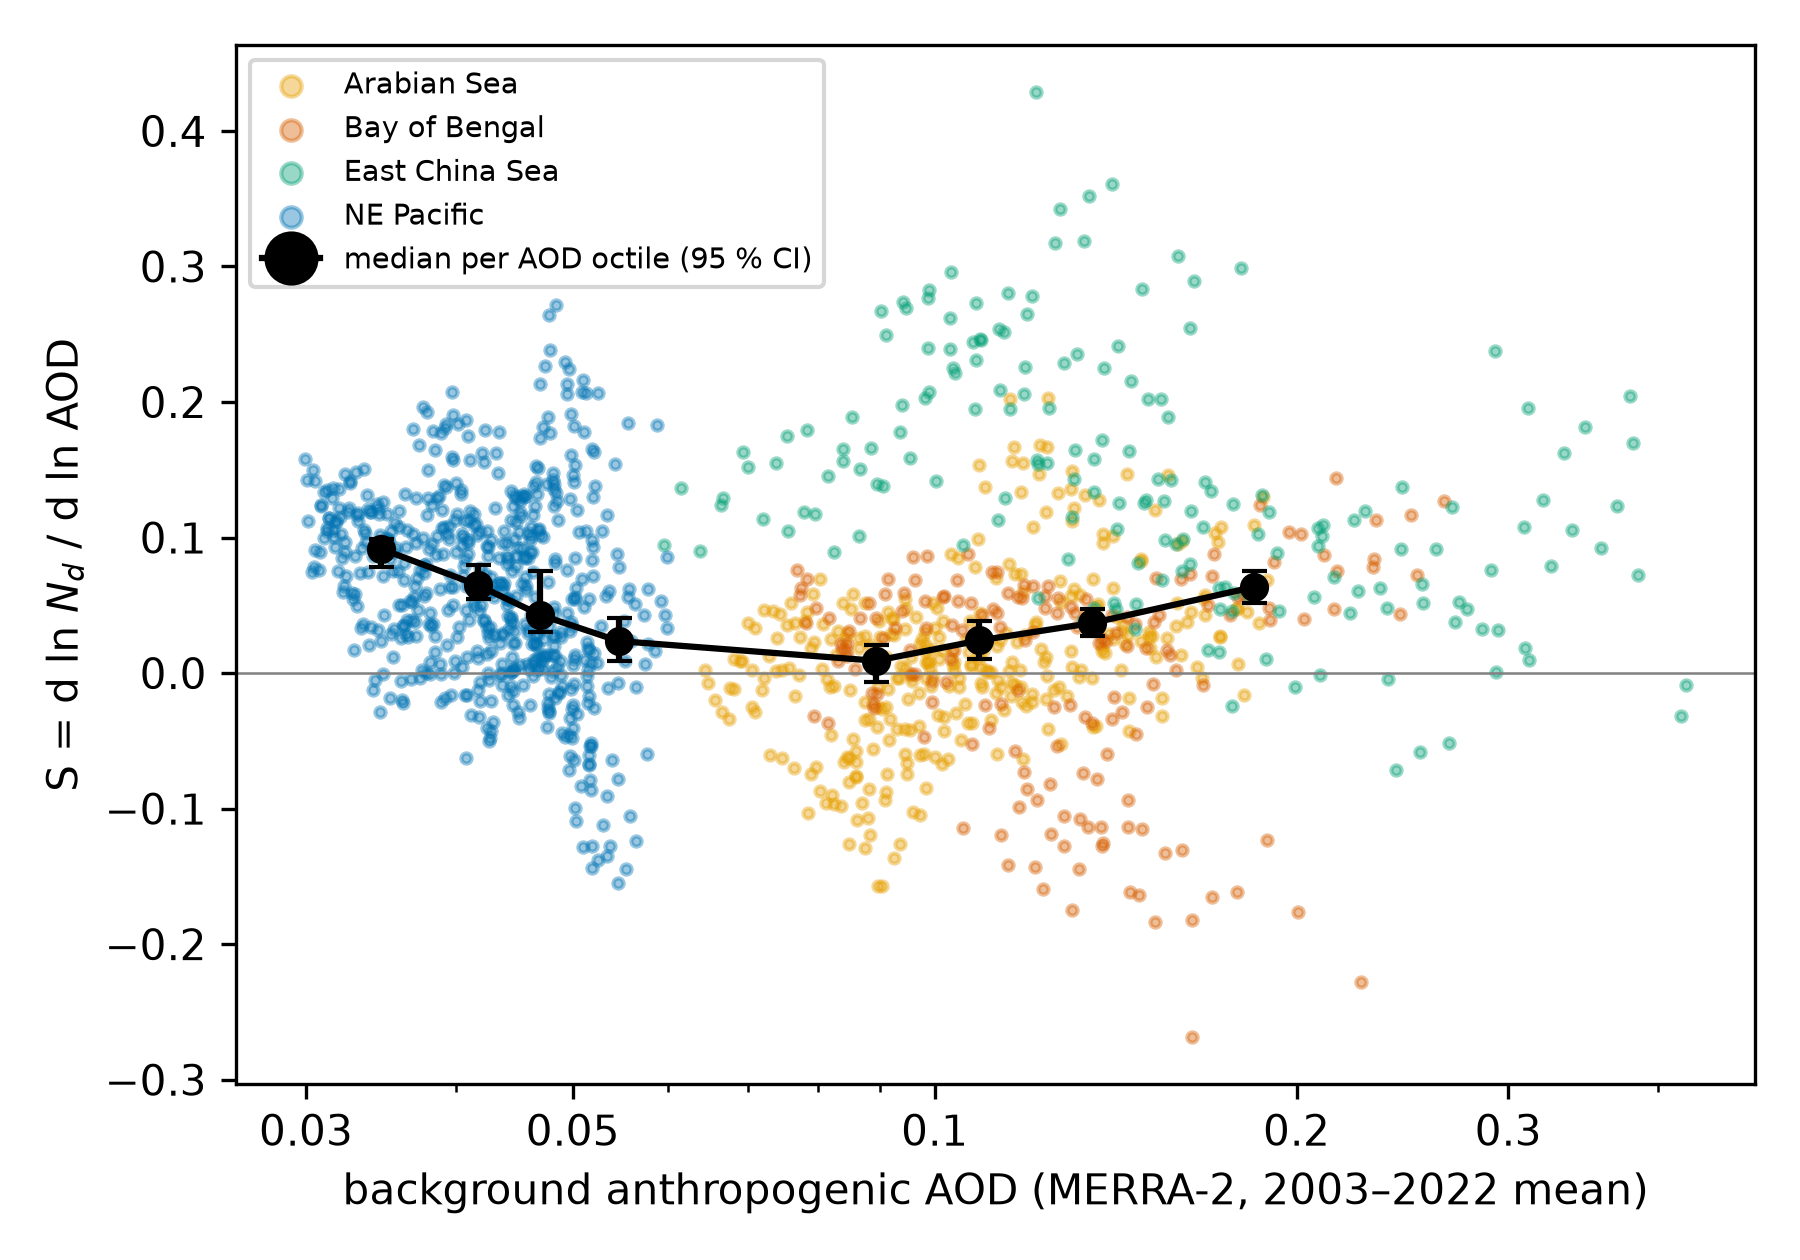 Arabian Sea
Bay of Bengal
East China Sea
NE Pacific
median per AOD octile (95 % CI)
S = d ln N_d / d ln AOD
0.4
0.3
0.2
0.1
0.0
−0.1
−0.2
−0.3
0.03
0.05
0.1
0.2
0.3
background anthropogenic AOD (MERRA-2, 2003–2022 mean)